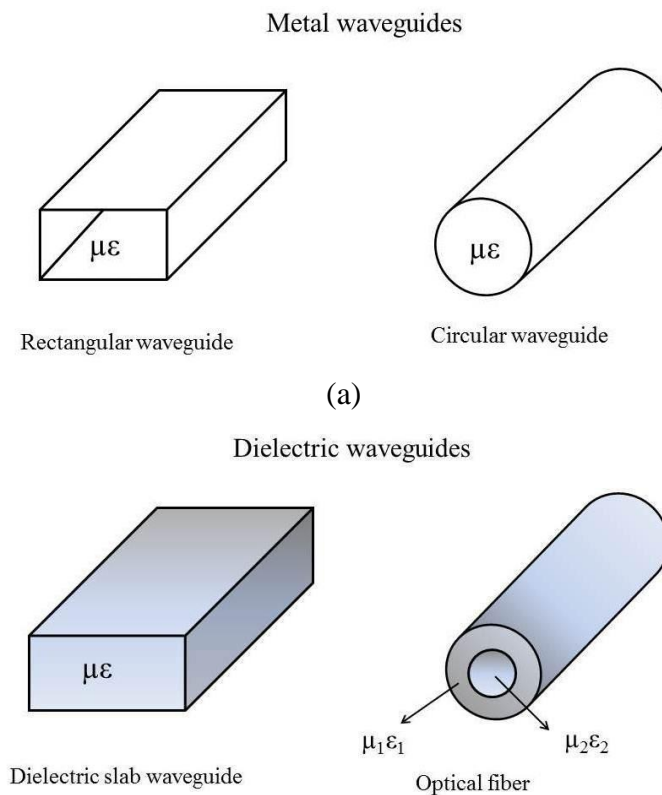 Metal waveguides
με
με
Rectangular waveguide
Circular waveguide
(a)
Dielectric waveguides
με
μ₁ε₁
μ₂ε₂
Dielectric slab waveguide
Optical fiber